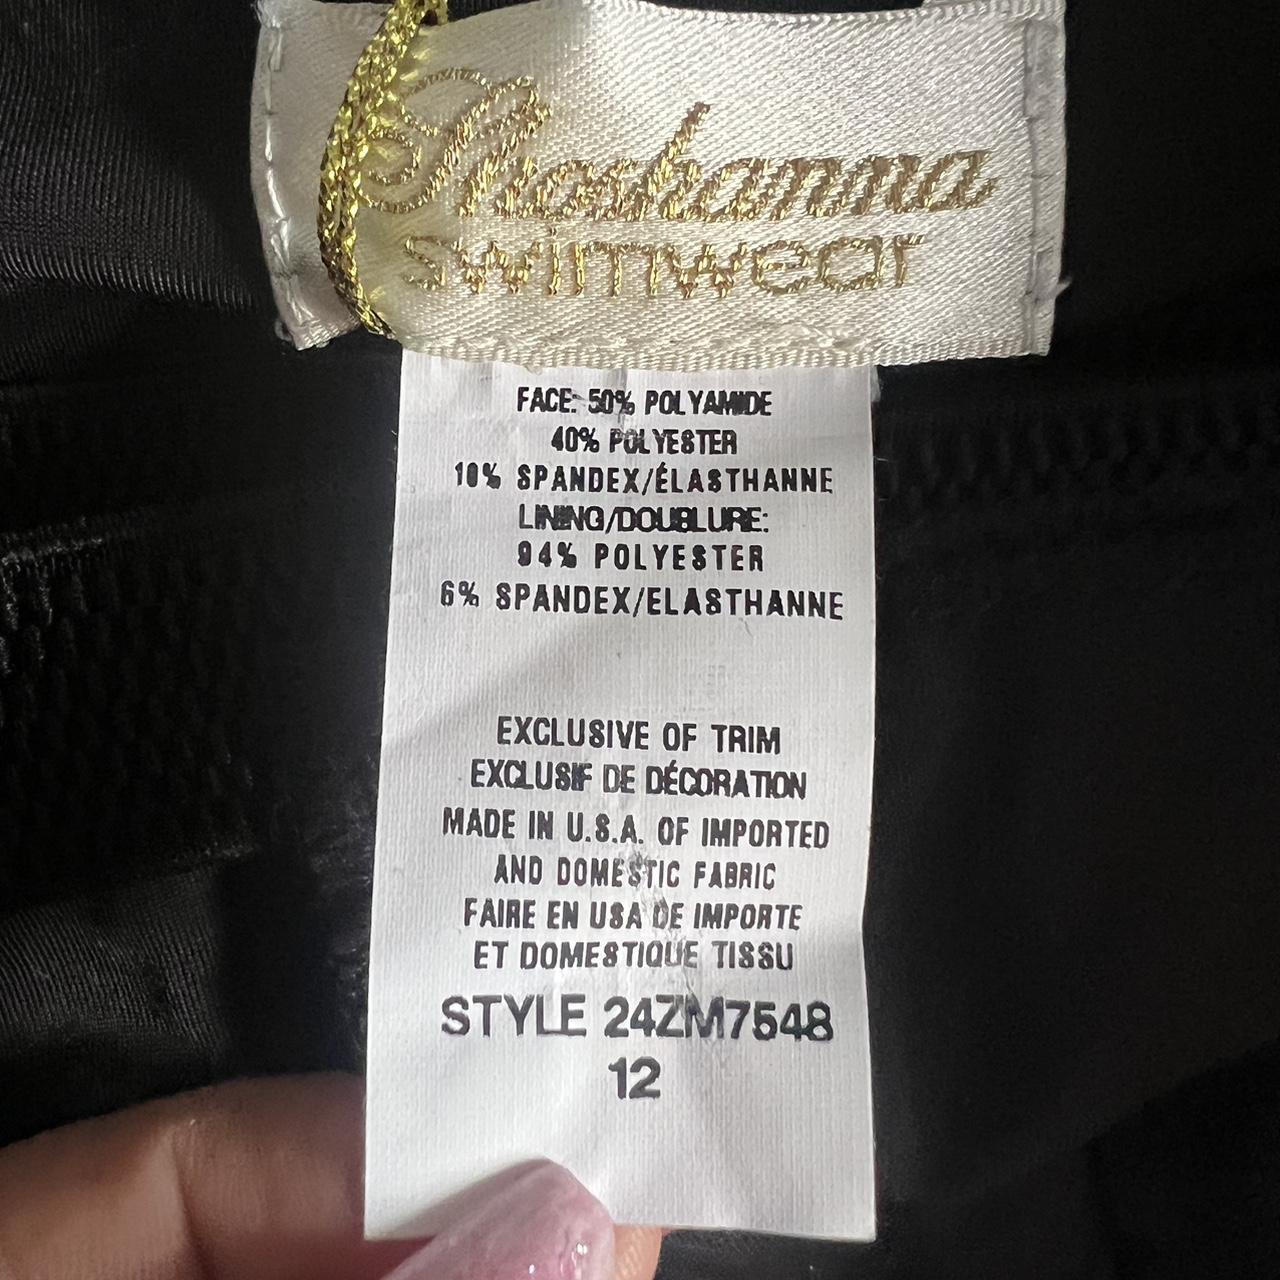 Shoshanna
swimwear
FACE: 50% POLYAMIDE
40% POLYESTER
10% SPANDEX/ÉLASTHANNE
LINING/DOUBLURE:
94% POLYESTER
6% SPANDEX/ELASTHANNE
EXCLUSIVE OF TRIM
EXCLUSIF DE DÉCORATION
MADE IN U.S.A. OF IMPORTED
AND DOMESTIC FABRIC
FAIRE EN USA DE IMPORTE
ET DOMESTIQUE TISSU
STYLE 24ZM7548
12